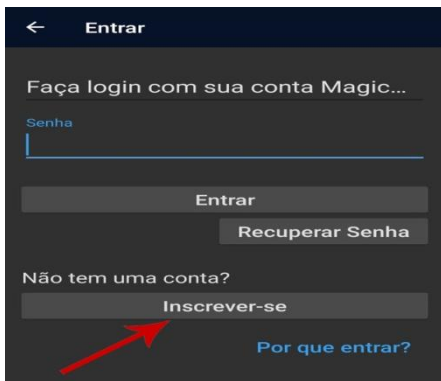 Entrar
Faça login com sua conta Magic...
Senha
Entrar
Recuperar Senha
Não tem uma conta?
Inscrever-se
Por que entrar?